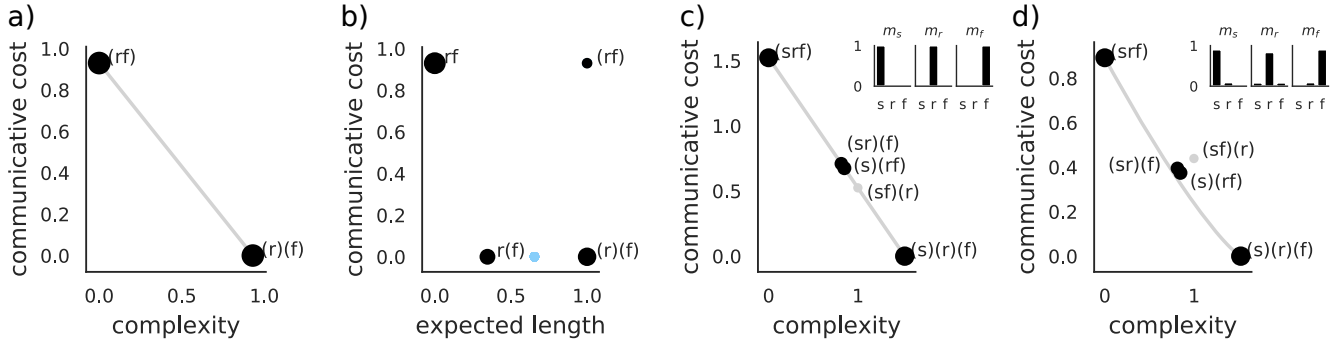 a)
communicative cost
1.0
0.8
0.6
0.4
0.2
0.0
(rf)
(r)(f)
0.0 0.5 1.0
complexity
b)
communicative cost
1.0
0.8
0.6
0.4
0.2
0.0
rf
(rf)
r(f)
(r)(f)
0.0 0.5 1.0
expected length
c)
communicative cost
1.5
1.0
0.5
0.0
(srf)
m_s m_r m_f
1
0
s r f s r f s r f
(sr)(f)
(s)(rf)
(sf)(r)
(s)(r)(f)
0 1
complexity
d)
communicative cost
0.8
0.6
0.4
0.2
0.0
(srf)
m_s m_r m_f
1
0
s r f s r f s r f
(sf)(r)
(sr)(f)
(s)(rf)
(s)(r)(f)
0 1
complexity